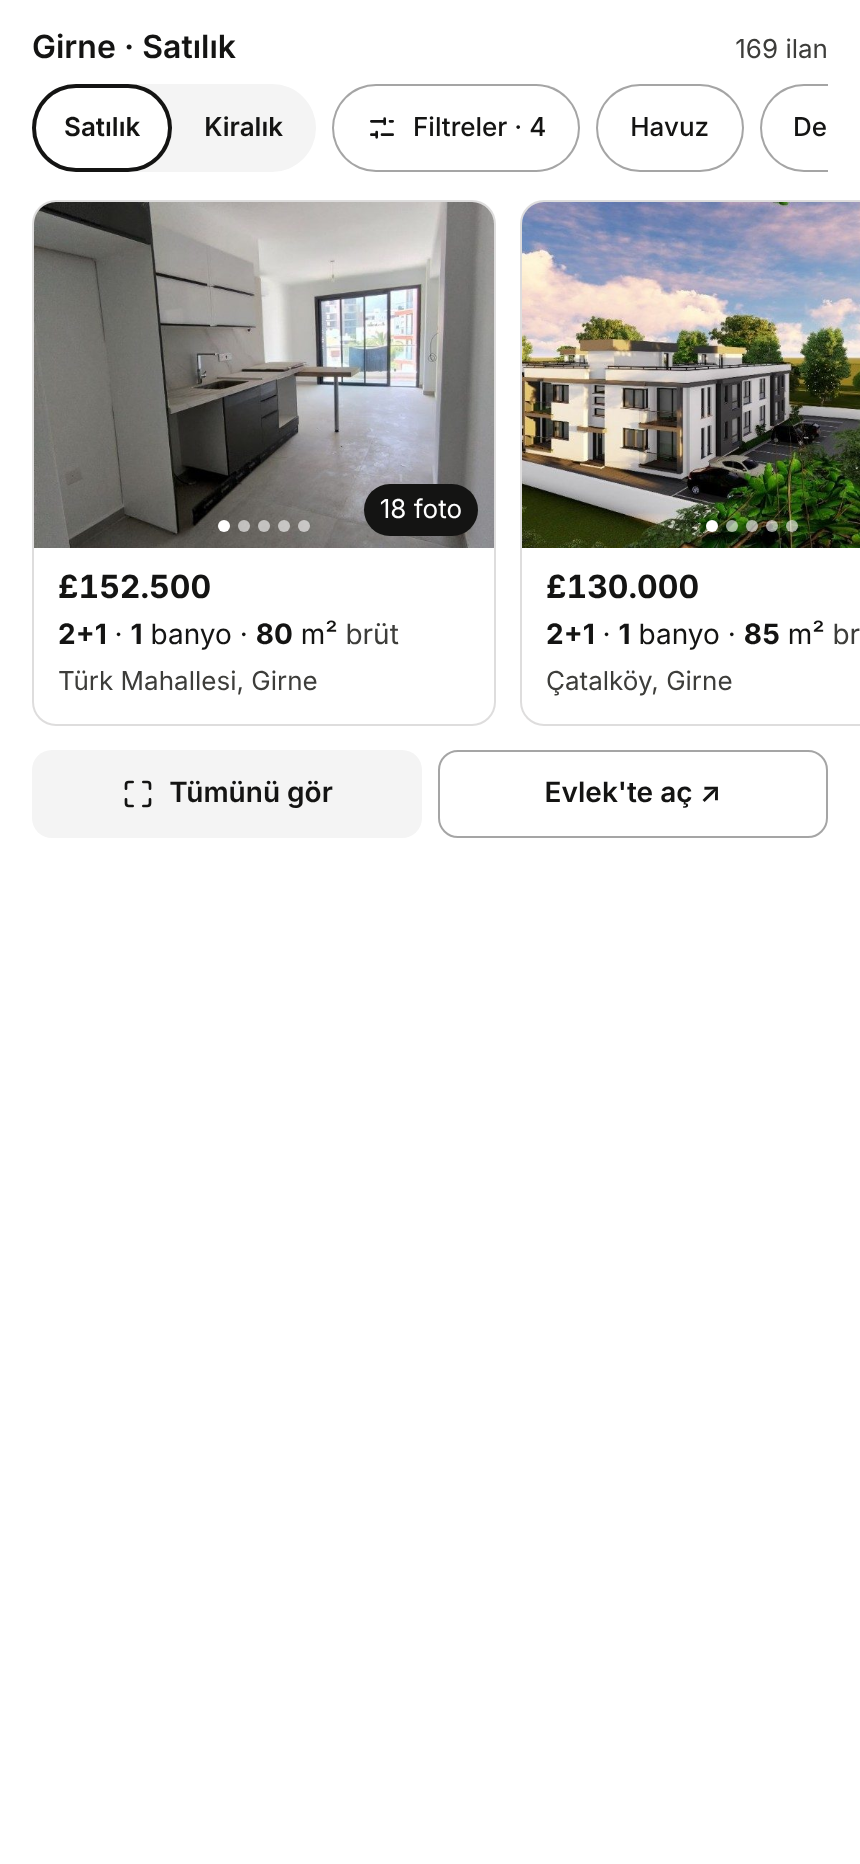 Girne · Satılık
169 ilan
Satılık
Kiralık
Filtreler · 4
Havuz
De
18 foto
£152.500
2+1 · 1 banyo · 80 m² brüt
Türk Mahallesi, Girne
£130.000
2+1 · 1 banyo · 85 m² br
Çatalköy, Girne
Tümünü gör
Evlek'te aç ↗